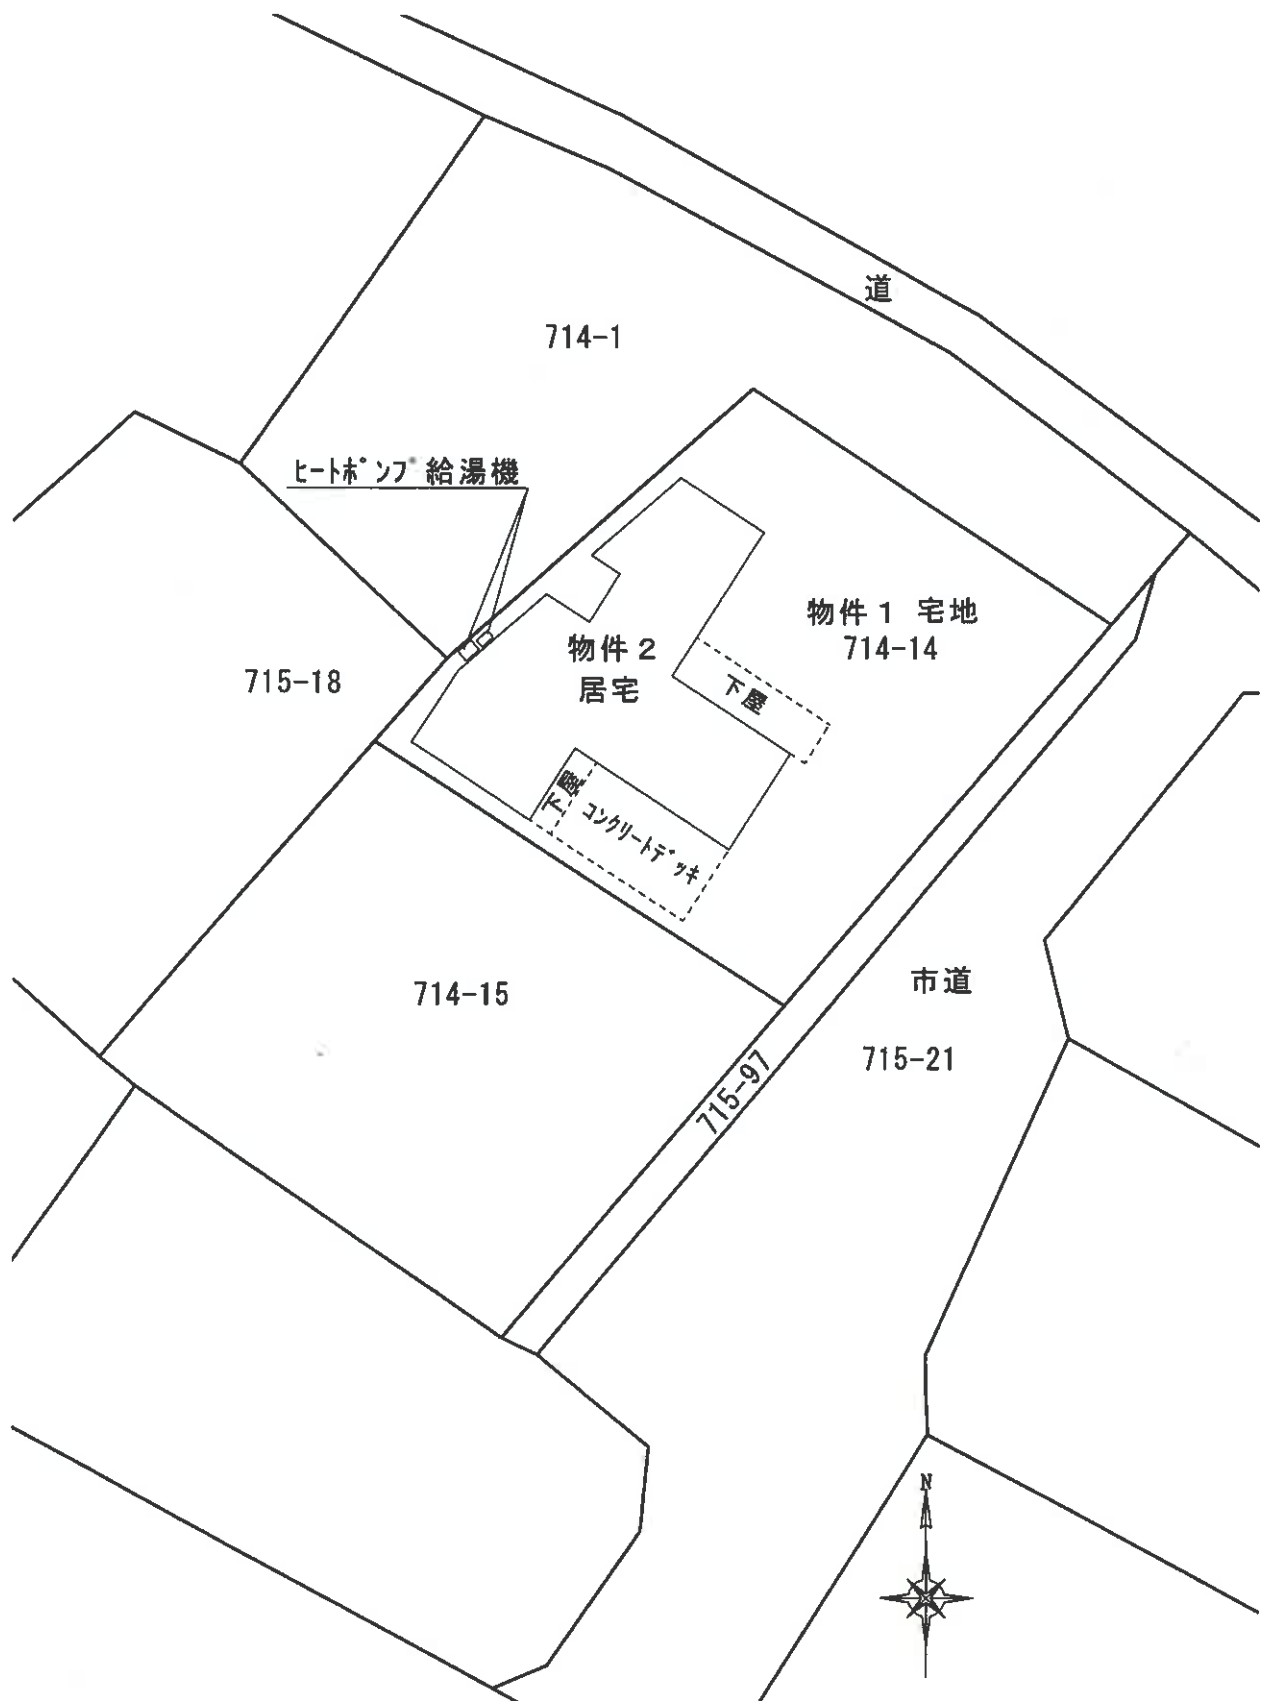 道
714-1
ﾋｰﾄﾎﾟﾝﾌﾟ給湯機
物件1 宅地
714-14
物件2
居宅
715-18
下屋
下屋
ｺﾝｸﾘｰﾄﾃﾞｯｷ
市道
714-15
715-21
715-97
N